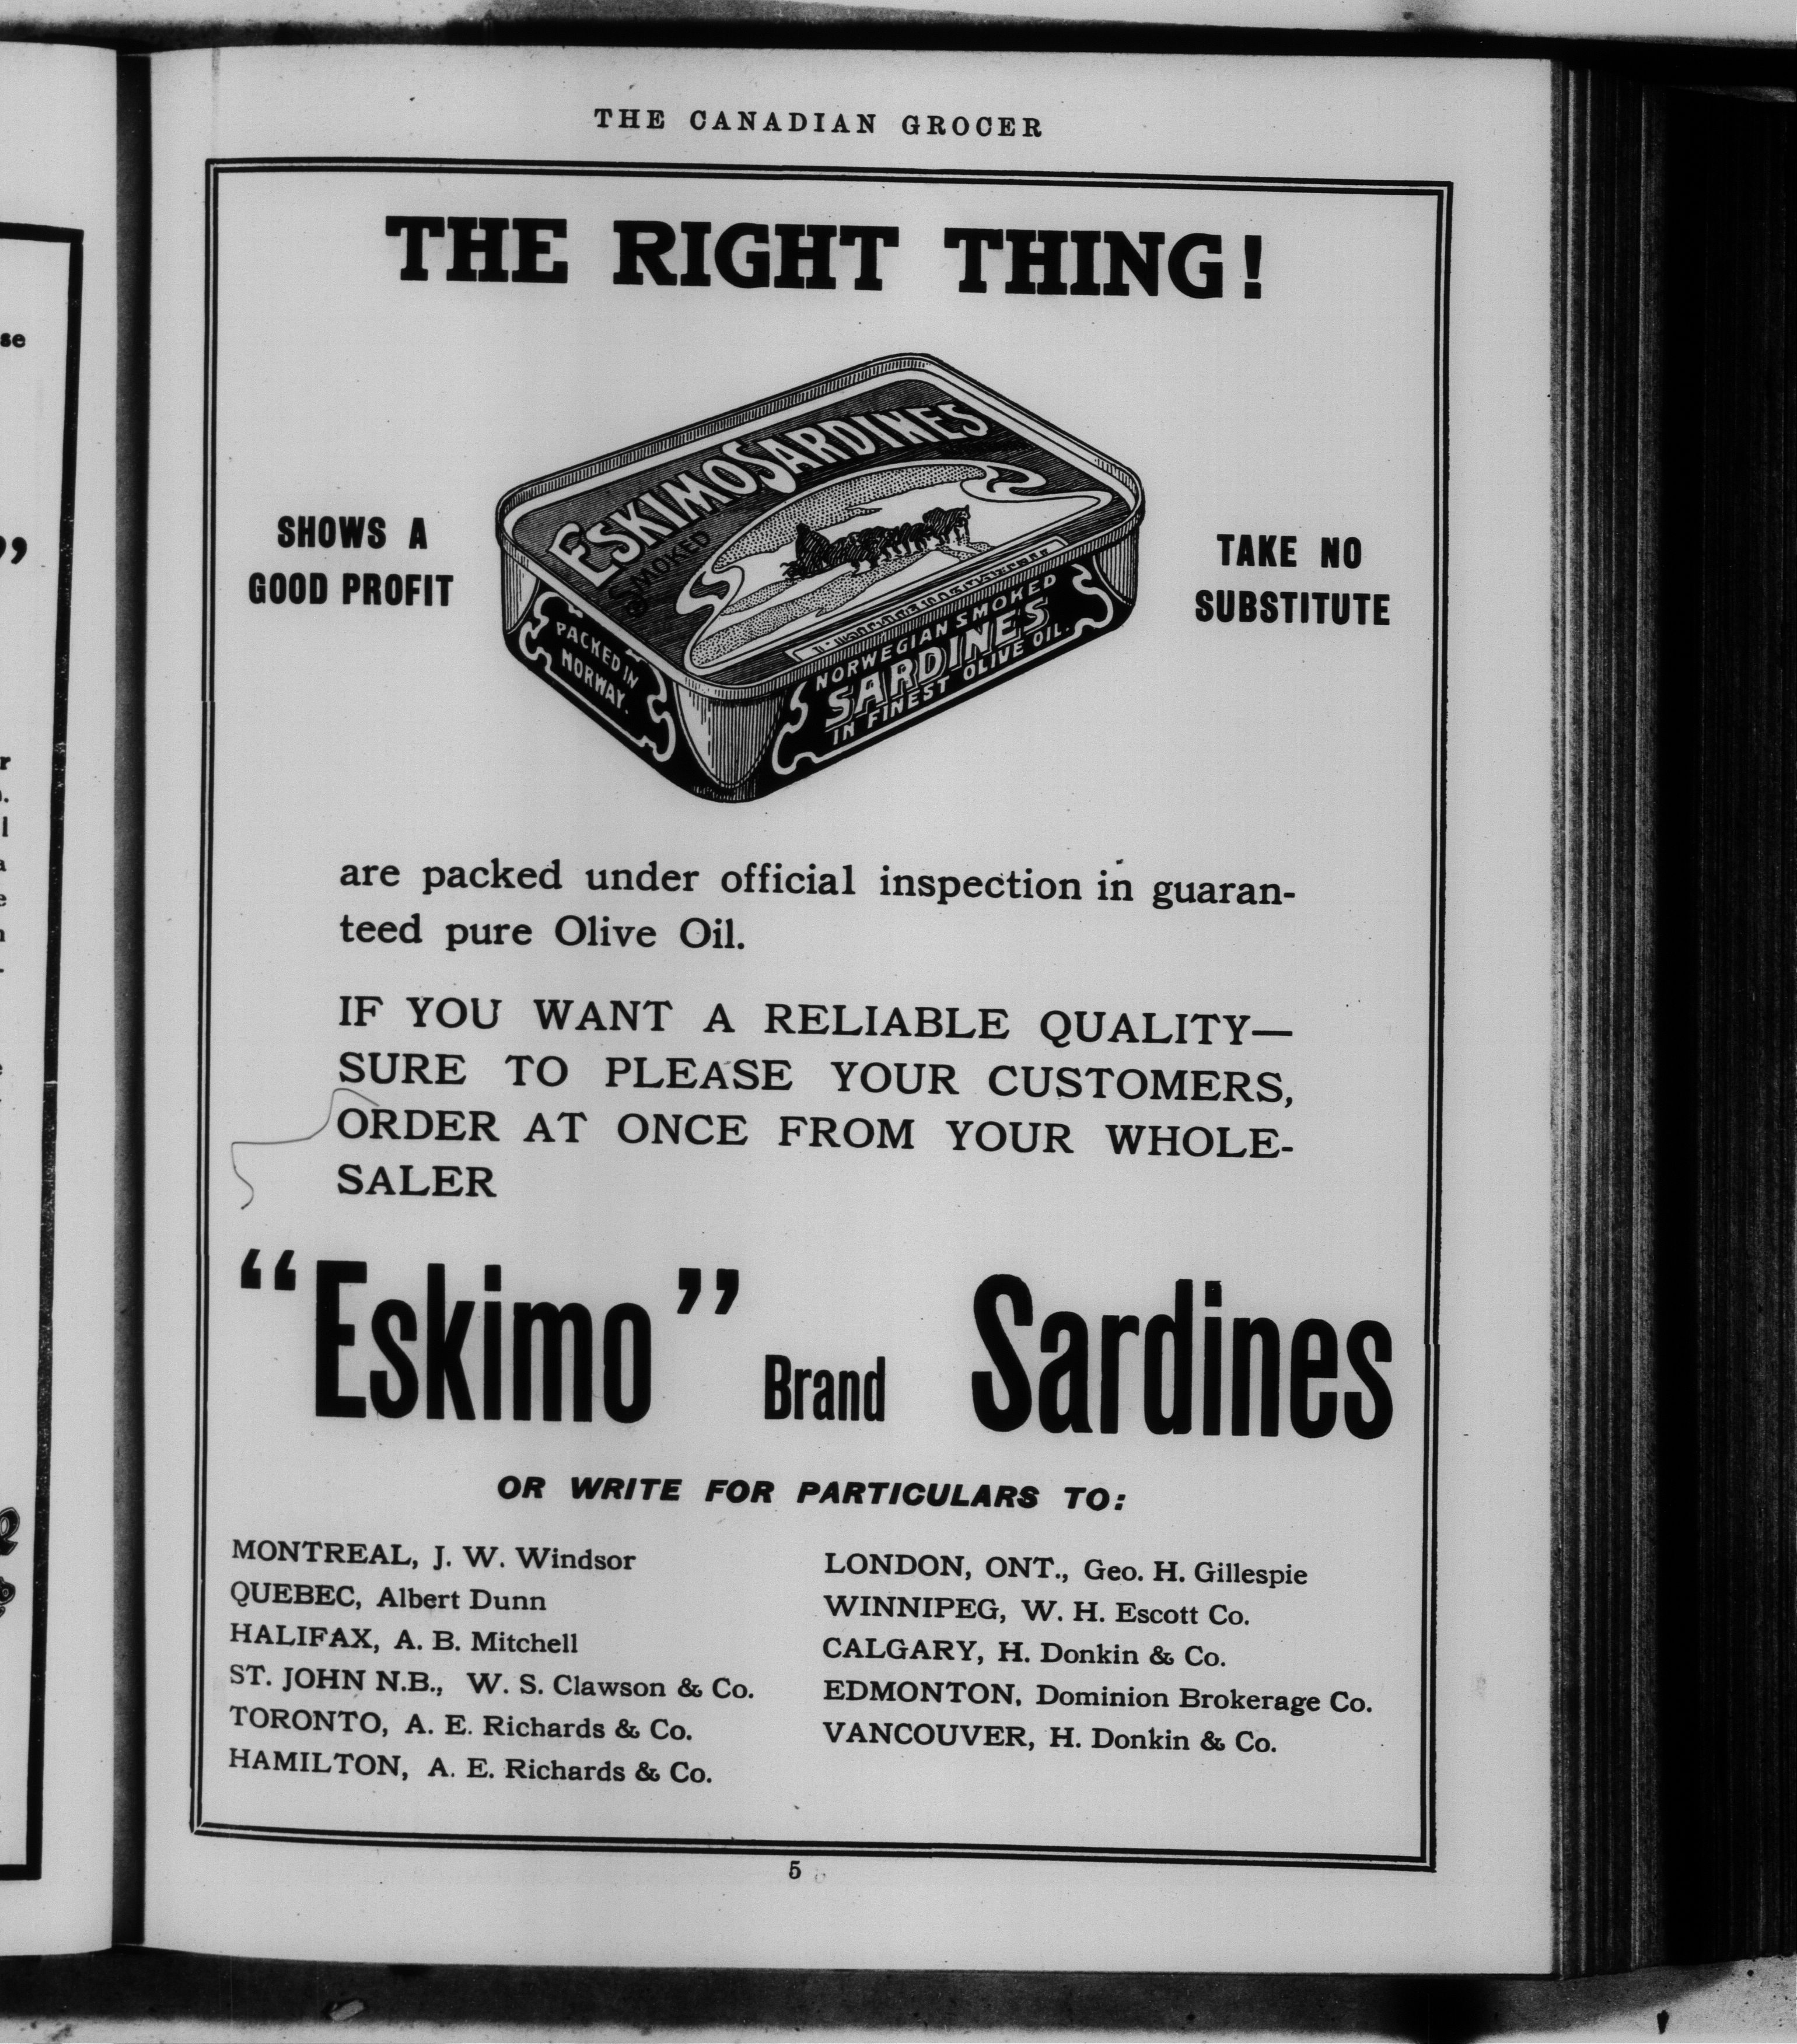 THE CANADIAN GROCER
THE RIGHT THING!
SHOWS A
GOOD PROFIT
ESKIMO SARDINES
SMOKED
PACKED IN
NORWAY.
NORWEGIAN SMOKED
SARDINES
IN FINEST OLIVE OIL.
TAKE NO
SUBSTITUTE
are packed under official inspection in guaran-
teed pure Olive Oil.
IF YOU WANT A RELIABLE QUALITY—
SURE TO PLEASE YOUR CUSTOMERS,
ORDER AT ONCE FROM YOUR WHOLE-
SALER
"Eskimo" Brand Sardines
OR WRITE FOR PARTICULARS TO:
MONTREAL, J. W. Windsor
QUEBEC, Albert Dunn
HALIFAX, A. B. Mitchell
ST. JOHN N.B., W. S. Clawson & Co.
TORONTO, A. E. Richards & Co.
HAMILTON, A. E. Richards & Co.
LONDON, ONT., Geo. H. Gillespie
WINNIPEG, W. H. Escott Co.
CALGARY, H. Donkin & Co.
EDMONTON, Dominion Brokerage Co.
VANCOUVER, H. Donkin & Co.
5